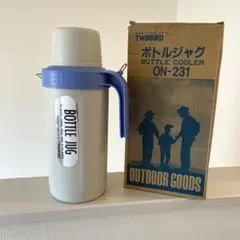 BOTTLE JUG
TWINBIRD
ボトルジャグ
BOTTLE COOLER
ON-231
OUTDOOR GOODS